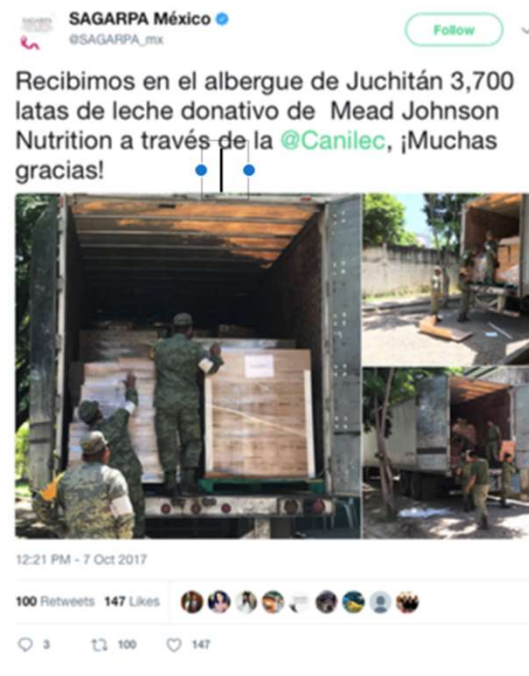 SAGARPA México
@SAGARPA_mx
Follow
Recibimos en el albergue de Juchitán 3,700
latas de leche donativo de Mead Johnson
Nutrition a través de la @Canilec, ¡Muchas
gracias!
12:21 PM - 7 Oct 2017
100 Retweets 147 Likes
3 100 147